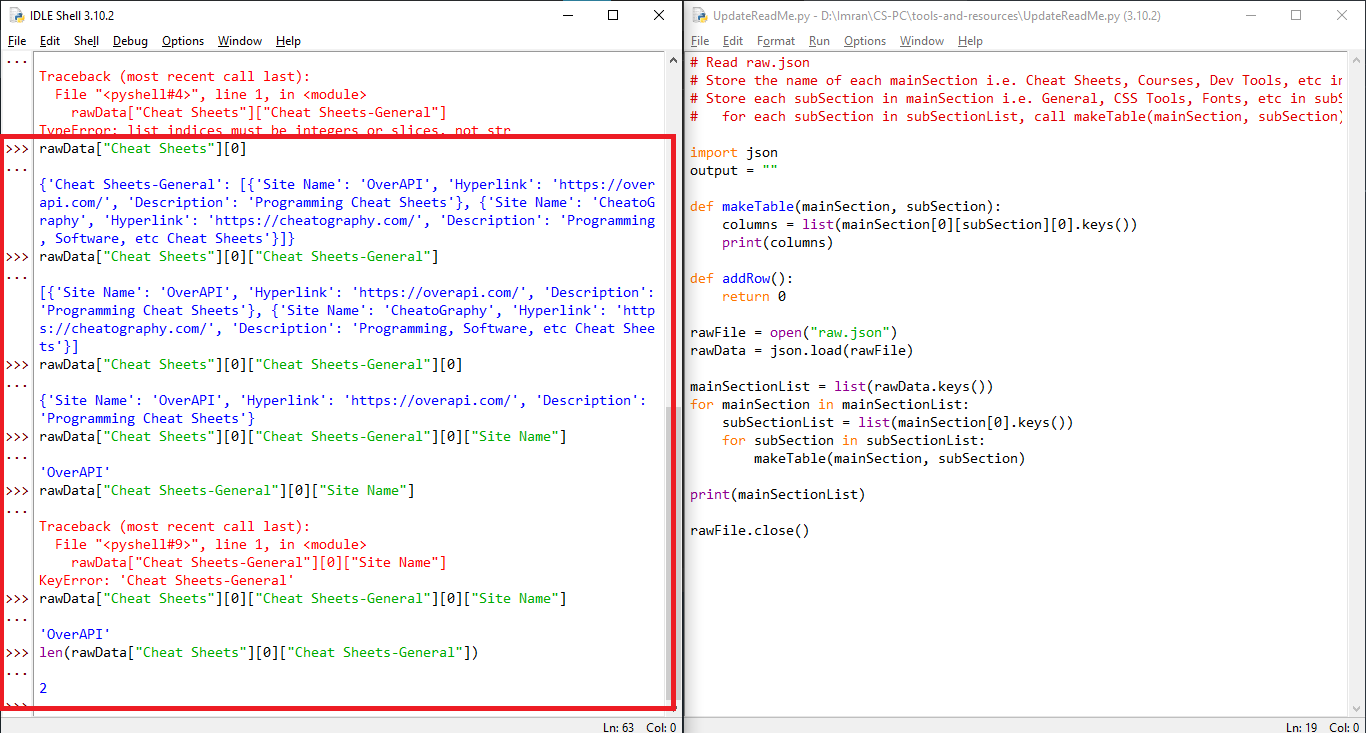 IDLE Shell 3.10.2
File Edit Shell Debug Options Window Help
...
Traceback (most recent call last):
  File "<pyshell#4>", line 1, in <module>
    rawData["Cheat Sheets"]["Cheat Sheets-General"]
TypeError: list indices must be integers or slices, not str
>>> rawData["Cheat Sheets"][0]
...
{'Cheat Sheets-General': [{'Site Name': 'OverAPI', 'Hyperlink': 'https://over
api.com/', 'Description': 'Programming Cheat Sheets'}, {'Site Name': 'CheatoG
raphy', 'Hyperlink': 'https://cheatography.com/', 'Description': 'Programming
, Software, etc Cheat Sheets'}]}
>>> rawData["Cheat Sheets"][0]["Cheat Sheets-General"]
...
[{'Site Name': 'OverAPI', 'Hyperlink': 'https://overapi.com/', 'Description':
'Programming Cheat Sheets'}, {'Site Name': 'CheatoGraphy', 'Hyperlink': 'http
s://cheatography.com/', 'Description': 'Programming, Software, etc Cheat Shee
ts'}]
>>> rawData["Cheat Sheets"][0]["Cheat Sheets-General"][0]
...
{'Site Name': 'OverAPI', 'Hyperlink': 'https://overapi.com/', 'Description':
'Programming Cheat Sheets'}
>>> rawData["Cheat Sheets"][0]["Cheat Sheets-General"][0]["Site Name"]
...
'OverAPI'
>>> rawData["Cheat Sheets-General"][0]["Site Name"]
...
Traceback (most recent call last):
  File "<pyshell#9>", line 1, in <module>
    rawData["Cheat Sheets-General"][0]["Site Name"]
KeyError: 'Cheat Sheets-General'
>>> rawData["Cheat Sheets"][0]["Cheat Sheets-General"][0]["Site Name"]
...
'OverAPI'
>>> len(rawData["Cheat Sheets"][0]["Cheat Sheets-General"])
...
2
>>>
Ln: 63 Col: 0
UpdateReadMe.py - D:\Imran\CS-PC\tools-and-resources\UpdateReadMe.py (3.10.2)
File Edit Format Run Options Window Help
# Read raw.json
# Store the name of each mainSection i.e. Cheat Sheets, Courses, Dev Tools, etc in
# Store each subSection in mainSection i.e. General, CSS Tools, Fonts, etc in subS
#   for each subSection in subSectionList, call makeTable(mainSection, subSection)
import json
output = ""
def makeTable(mainSection, subSection):
    columns = list(mainSection[0][subSection][0].keys())
    print(columns)
def addRow():
    return 0
rawFile = open("raw.json")
rawData = json.load(rawFile)
mainSectionList = list(rawData.keys())
for mainSection in mainSectionList:
    subSectionList = list(mainSection[0].keys())
    for subSection in subSectionList:
        makeTable(mainSection, subSection)
print(mainSectionList)
rawFile.close()
Ln: 19 Col: 0